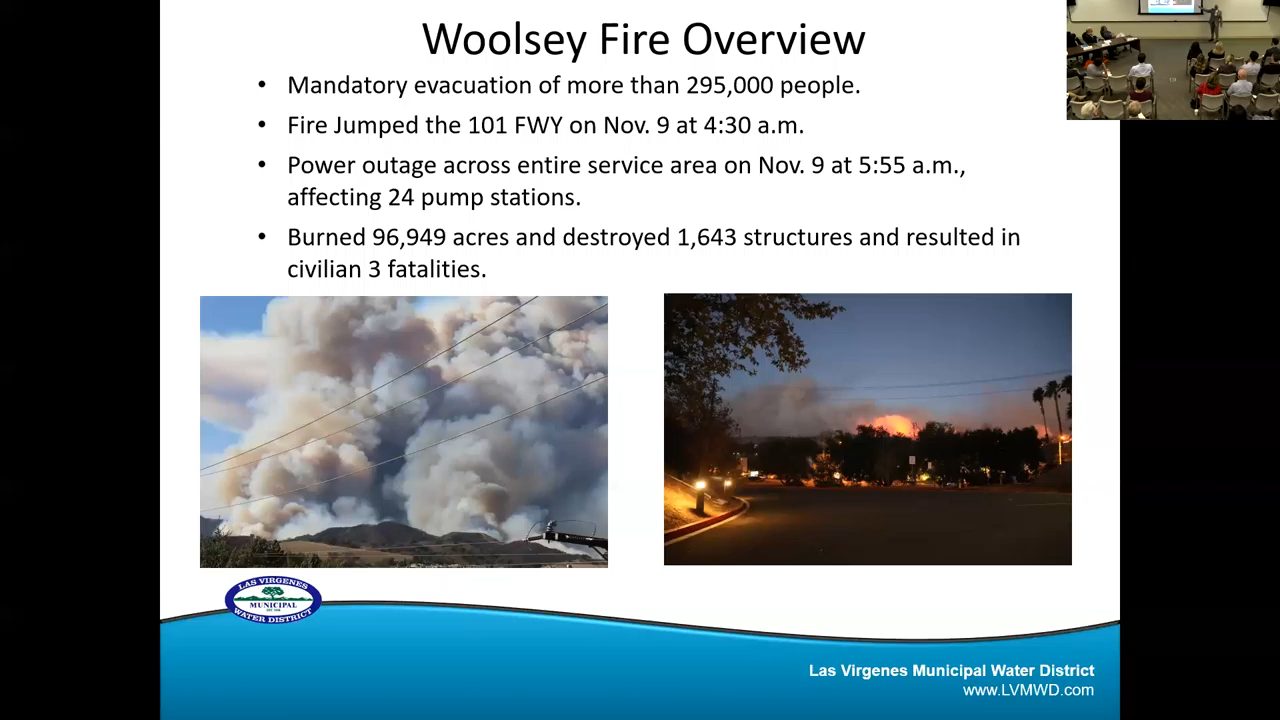 Woolsey Fire Overview
• Mandatory evacuation of more than 295,000 people.
• Fire Jumped the 101 FWY on Nov. 9 at 4:30 a.m.
• Power outage across entire service area on Nov. 9 at 5:55 a.m.,
affecting 24 pump stations.
• Burned 96,949 acres and destroyed 1,643 structures and resulted in
civilian 3 fatalities.
LAS VIRGENES
MUNICIPAL
WATER DISTRICT
Las Virgenes Municipal Water District
www.LVMWD.com